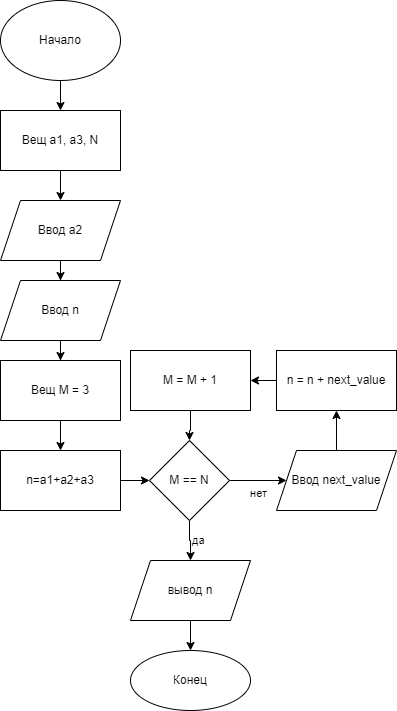 Начало
Вещ a1, a3, N
Ввод a2
Ввод n
Вещ M = 3
M = M + 1
n = n + next_value
n=a1+a2+a3
M == N
нет
Ввод next_value
да
вывод n
Конец